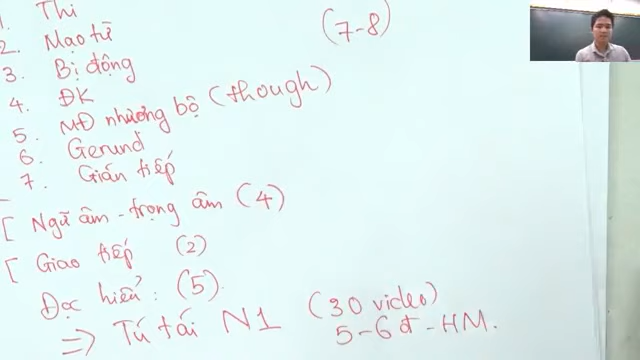 1. Thì
2. Mạo từ
3. Bị động
4. ĐK
5. MĐ nhương bộ (though)
6. Gerund
7. Gián tiếp
(7-8)
[ Ngữ âm - trọng âm (4)
[ Giao tiếp (2)
Đọc hiểu: (5).
⇒ Tú tái N1 (30 video)
5-6đ - HM.